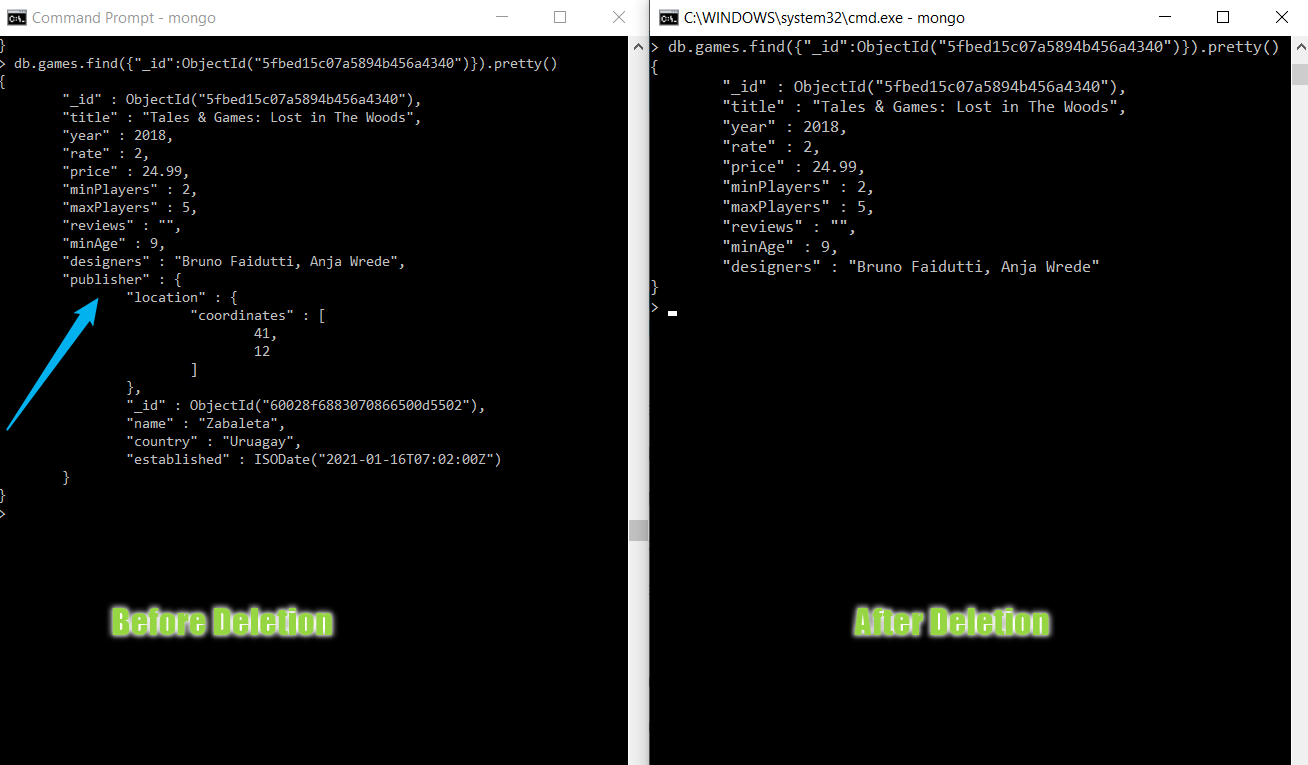 Command Prompt - mongo
}
> db.games.find({"_id":ObjectId("5fbed15c07a5894b456a4340")}).pretty()
{
"_id" : ObjectId("5fbed15c07a5894b456a4340"),
"title" : "Tales & Games: Lost in The Woods",
"year" : 2018,
"rate" : 2,
"price" : 24.99,
"minPlayers" : 2,
"maxPlayers" : 5,
"reviews" : "",
"minAge" : 9,
"designers" : "Bruno Faidutti, Anja Wrede",
"publisher" : {
"location" : {
"coordinates" : [
41,
12
]
},
"_id" : ObjectId("60028f6883070866500d5502"),
"name" : "Zabaleta",
"country" : "Uruagay",
"established" : ISODate("2021-01-16T07:02:00Z")
}
}
>
Before Deletion
C:\WINDOWS\system32\cmd.exe - mongo
> db.games.find({"_id":ObjectId("5fbed15c07a5894b456a4340")}).pretty()
{
"_id" : ObjectId("5fbed15c07a5894b456a4340"),
"title" : "Tales & Games: Lost in The Woods",
"year" : 2018,
"rate" : 2,
"price" : 24.99,
"minPlayers" : 2,
"maxPlayers" : 5,
"reviews" : "",
"minAge" : 9,
"designers" : "Bruno Faidutti, Anja Wrede"
}
>
After Deletion